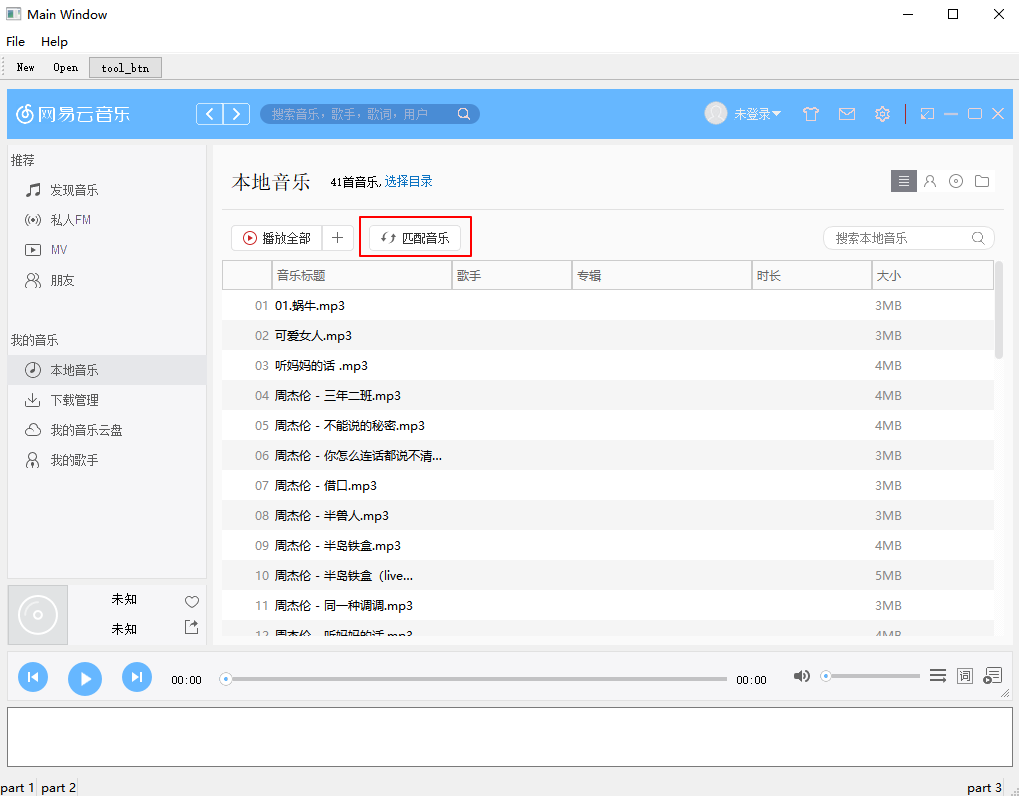 Main Window
File Help
New Open tool_btn
网易云音乐 搜索音乐，歌手，歌词，用户 未登录
推荐
发现音乐
私人FM
MV
朋友
我的音乐
本地音乐
下载管理
我的音乐云盘
我的歌手
本地音乐 41首音乐, 选择目录
播放全部 匹配音乐 搜索本地音乐
音乐标题 歌手 专辑 时长 大小
01 01.蜗牛.mp3 3MB
02 可爱女人.mp3 3MB
03 听妈妈的话 .mp3 4MB
04 周杰伦 - 三年二班.mp3 4MB
05 周杰伦 - 不能说的秘密.mp3 4MB
06 周杰伦 - 你怎么连话都说不清... 3MB
07 周杰伦 - 借口.mp3 3MB
08 周杰伦 - 半兽人.mp3 3MB
09 周杰伦 - 半岛铁盒.mp3 4MB
10 周杰伦 - 半岛铁盒（live... 5MB
11 周杰伦 - 同一种调调.mp3 3MB
12 周杰伦 - 听妈妈的话.mp3 4MB
未知
未知
00:00 00:00 词
part 1 part 2 part 3